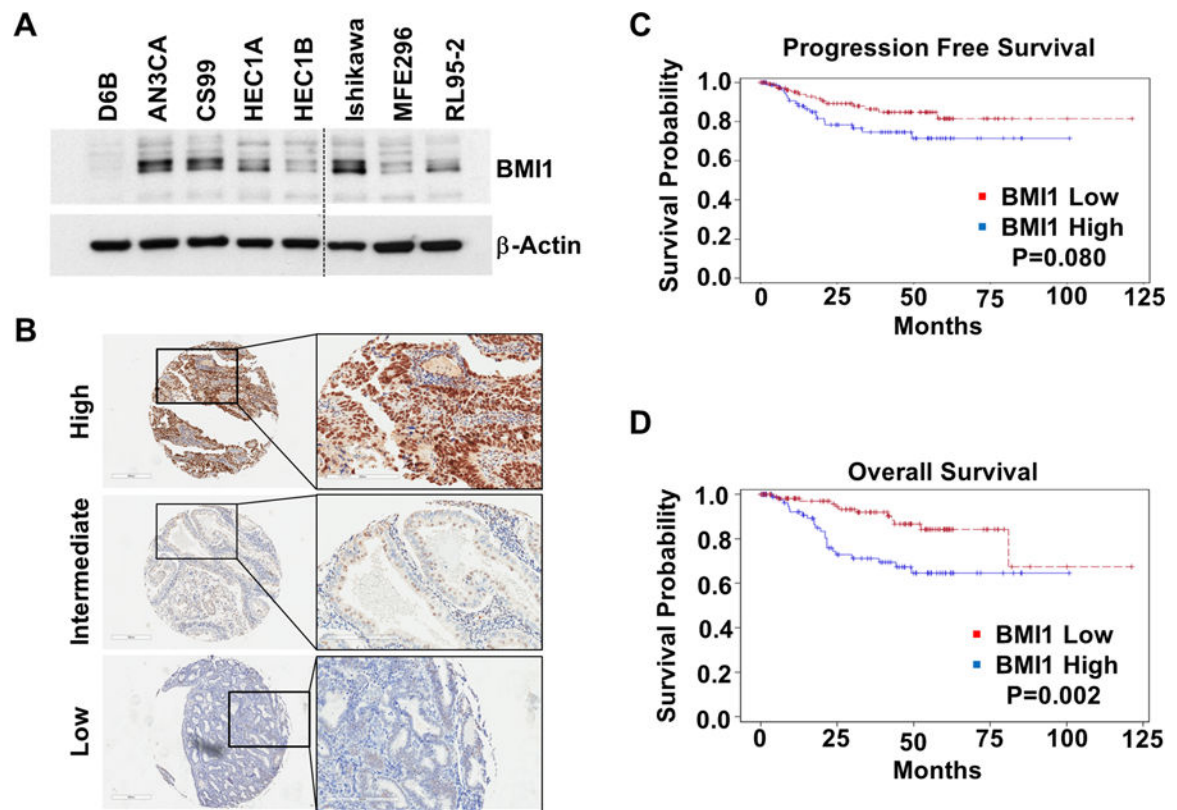 A
D6B
AN3CA
CS99
HEC1A
HEC1B
Ishikawa
MFE296
RL95-2
BMI1
β-Actin
B
High
Intermediate
Low
C
Progression Free Survival
Survival Probability
1.0
0.8
0.6
0.4
0.2
0.0
BMI1 Low
BMI1 High
P=0.080
0 25 50 75 100 125
Months
D
Overall Survival
Survival Probability
1.0
0.8
0.6
0.4
0.2
0.0
BMI1 Low
BMI1 High
P=0.002
0 25 50 75 100 125
Months